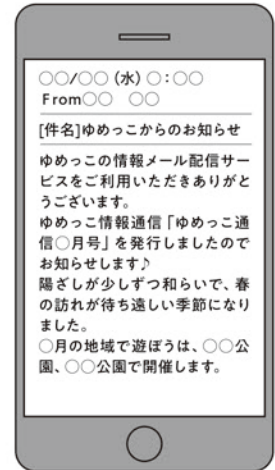 ○○/○○(水)○:○○
From○○ ○○
[件名]ゆめっこからのお知らせ
ゆめっこの情報メール配信サー
ビスをご利用いただきありがと
うございます。
ゆめっこ情報通信「ゆめっこ通
信○月号」を発行しましたので
お知らせします♪
陽ざしが少しずつ和らいで、春
の訪れが待ち遠しい季節になり
ました。
○月の地域で遊ぼうは、○○公
園、○○公園で開催します。